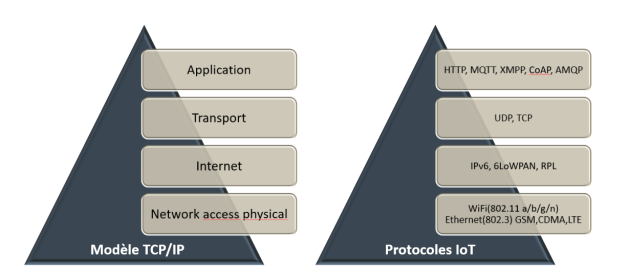 Application
Transport
Internet
Network access physical
Modèle TCP/IP
HTTP, MQTT, XMPP, CoAP, AMQP
UDP, TCP
IPv6, 6LoWPAN, RPL
WiFi(802.11 a/b/g/n)
Ethernet(802.3) GSM,CDMA,LTE
Protocoles IoT